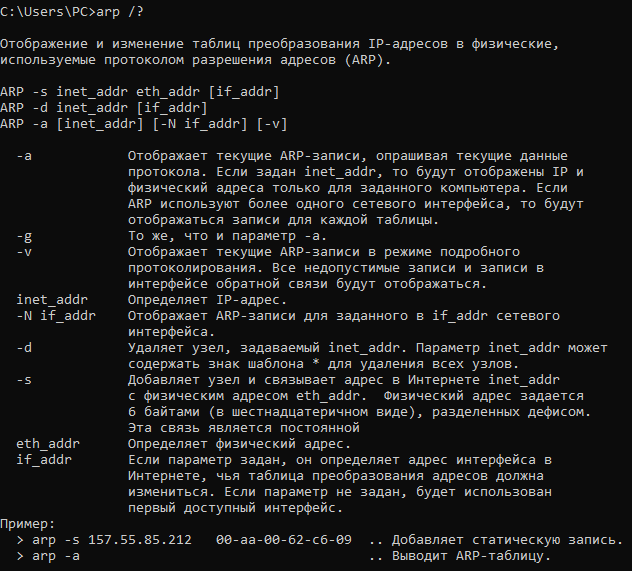 C:\Users\PC>arp /?
Отображение и изменение таблиц преобразования IP-адресов в физические,
используемые протоколом разрешения адресов (ARP).
ARP -s inet_addr eth_addr [if_addr]
ARP -d inet_addr [if_addr]
ARP -a [inet_addr] [-N if_addr] [-v]
-a Отображает текущие ARP-записи, опрашивая текущие данные
протокола. Если задан inet_addr, то будут отображены IP и
физический адреса только для заданного компьютера. Если
ARP используют более одного сетевого интерфейса, то будут
отображаться записи для каждой таблицы.
-g То же, что и параметр -a.
-v Отображает текущие ARP-записи в режиме подробного
протоколирования. Все недопустимые записи и записи в
интерфейсе обратной связи будут отображаться.
inet_addr Определяет IP-адрес.
-N if_addr Отображает ARP-записи для заданного в if_addr сетевого
интерфейса.
-d Удаляет узел, задаваемый inet_addr. Параметр inet_addr может
содержать знак шаблона * для удаления всех узлов.
-s Добавляет узел и связывает адрес в Интернете inet_addr
с физическим адресом eth_addr. Физический адрес задается
6 байтами (в шестнадцатеричном виде), разделенных дефисом.
Эта связь является постоянной
eth_addr Определяет физический адрес.
if_addr Если параметр задан, он определяет адрес интерфейса в
Интернете, чья таблица преобразования адресов должна
измениться. Если параметр не задан, будет использован
первый доступный интерфейс.
Пример:
> arp -s 157.55.85.212 00-aa-00-62-c6-09 .. Добавляет статическую запись.
> arp -a .. Выводит ARP-таблицу.